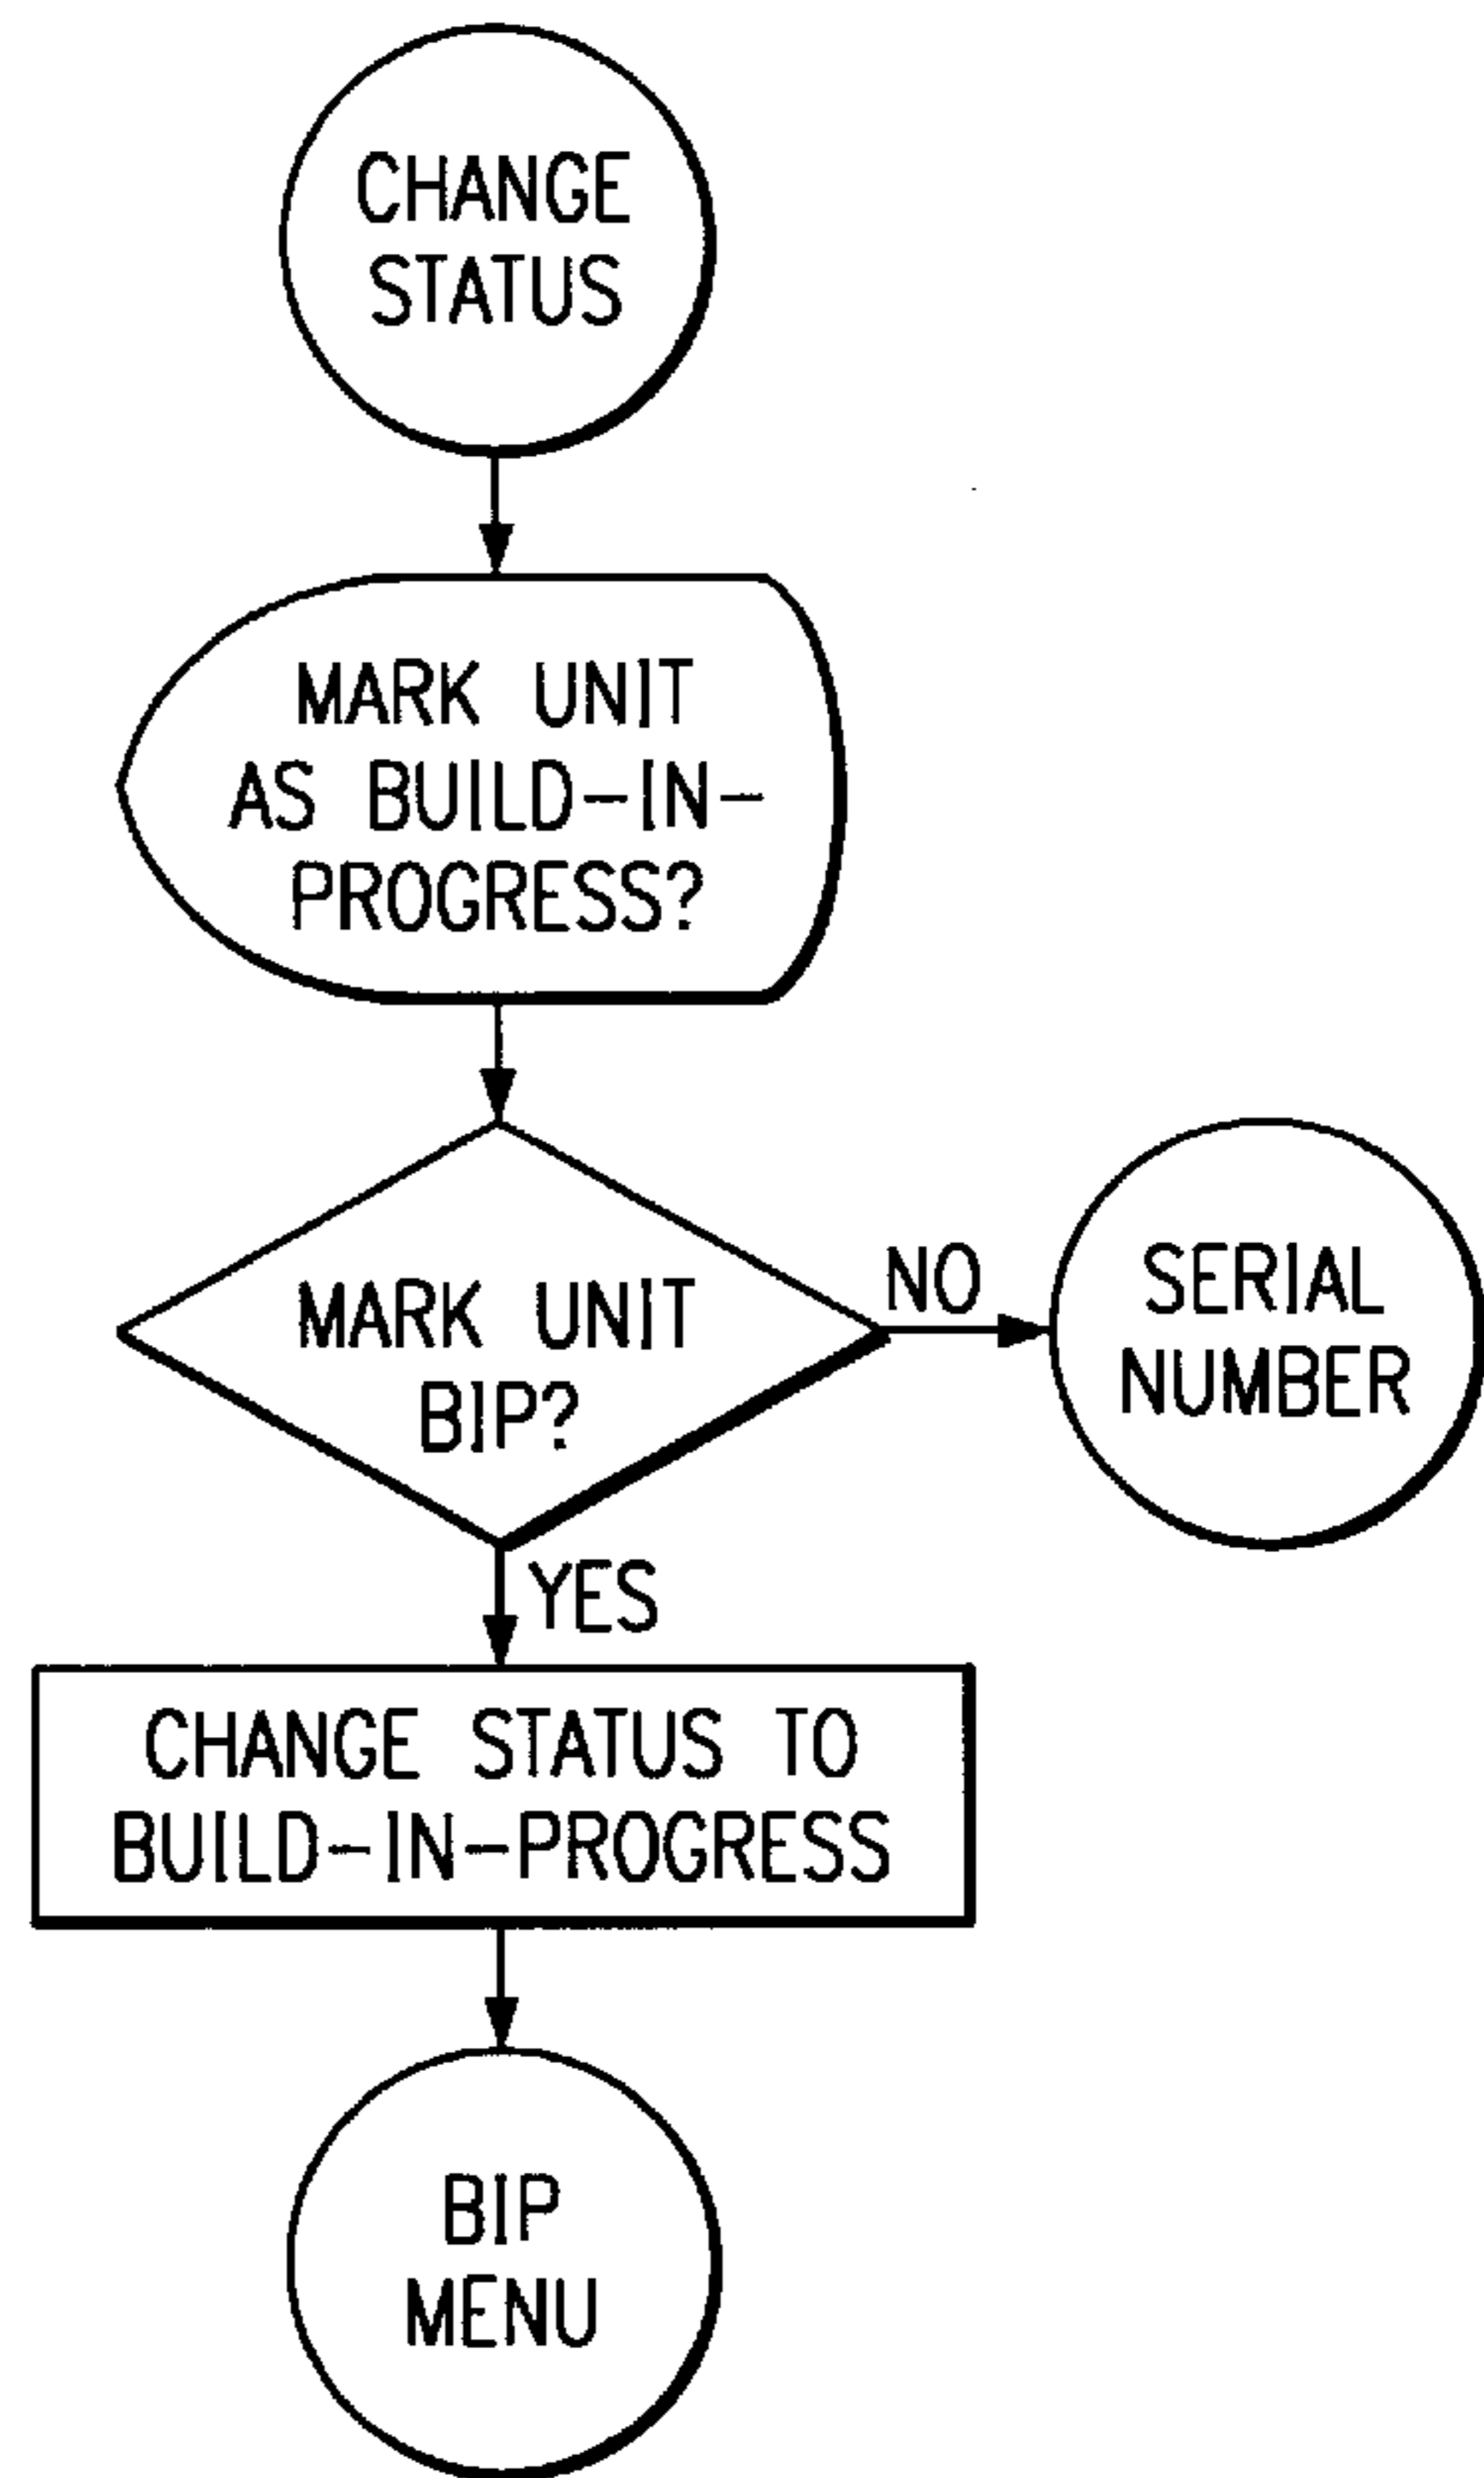 CHANGE
STATUS
MARK UNIT
AS BUILD-IN-
PROGRESS?
MARK UNIT
BIP?
NO
SERIAL
NUMBER
YES
CHANGE STATUS TO
BUILD-IN-PROGRESS
BIP
MENU